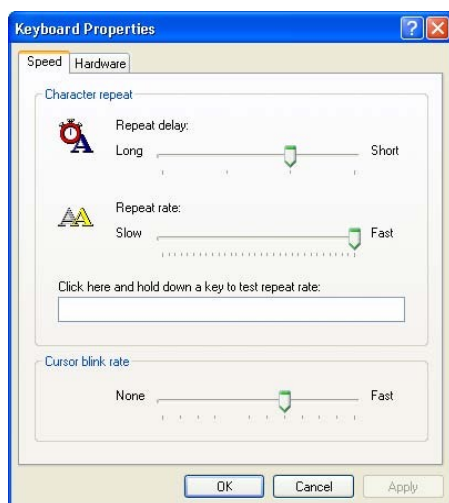 Keyboard Properties
Speed Hardware
Character repeat
Repeat delay:
Long Short
Repeat rate:
Slow Fast
Click here and hold down a key to test repeat rate:
Cursor blink rate
None Fast
OK Cancel Apply